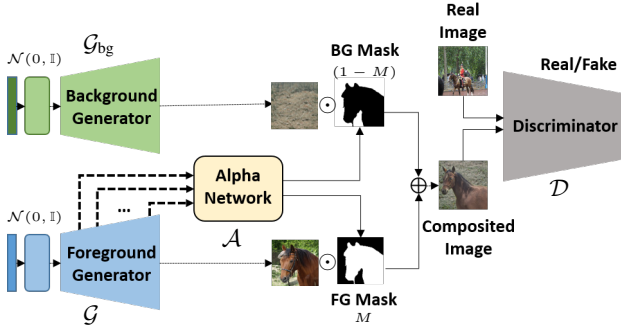 𝒢bg
𝒩(0, 𝕀)
Background
Generator
BG Mask
(1 − M)
⊙
Real
Image
Real/Fake
Discriminator
𝒟
Alpha
Network
𝒜
...
⊕
Composited
Image
𝒩(0, 𝕀)
Foreground
Generator
𝒢
⊙
FG Mask
M